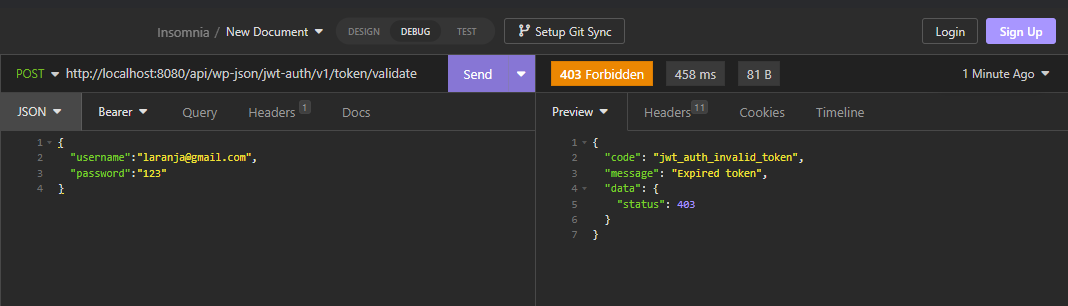 Insomnia / New Document DESIGN DEBUG TEST Setup Git Sync Login Sign Up
POST http://localhost:8080/api/wp-json/jwt-auth/v1/token/validate Send 403 Forbidden 458 ms 81 B 1 Minute Ago
JSON Bearer Query Headers 1 Docs Preview Headers 11 Cookies Timeline
1 {
2 "username":"laranja@gmail.com",
3 "password":"123"
4 }
1 {
2 "code": "jwt_auth_invalid_token",
3 "message": "Expired token",
4 "data": {
5 "status": 403
6 }
7 }